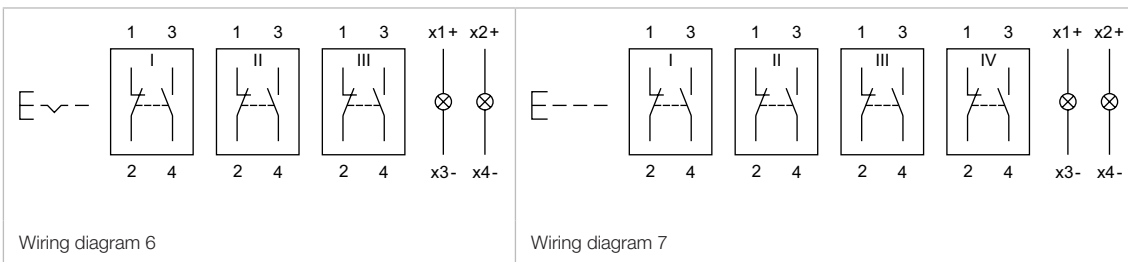 1 3 1 3 1 3 x1+ x2+
I II III
2 4 2 4 2 4 x3- x4-
Wiring diagram 6
1 3 1 3 1 3 1 3 x1+ x2+
I II III IV
2 4 2 4 2 4 2 4 x3- x4-
Wiring diagram 7